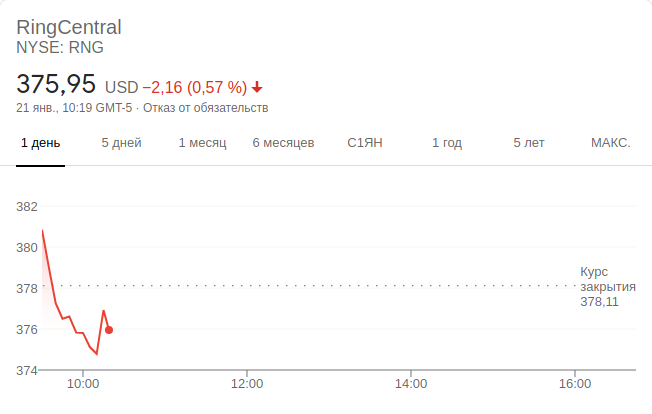 RingCentral
NYSE: RNG
375,95 USD −2,16 (0,57 %)
21 янв., 10:19 GMT-5 · Отказ от обязательств
1 день 5 дней 1 месяц 6 месяцев С1ЯН 1 год 5 лет МАКС.
382
380
378
376
374
Курс
закрытия
378,11
10:00 12:00 14:00 16:00